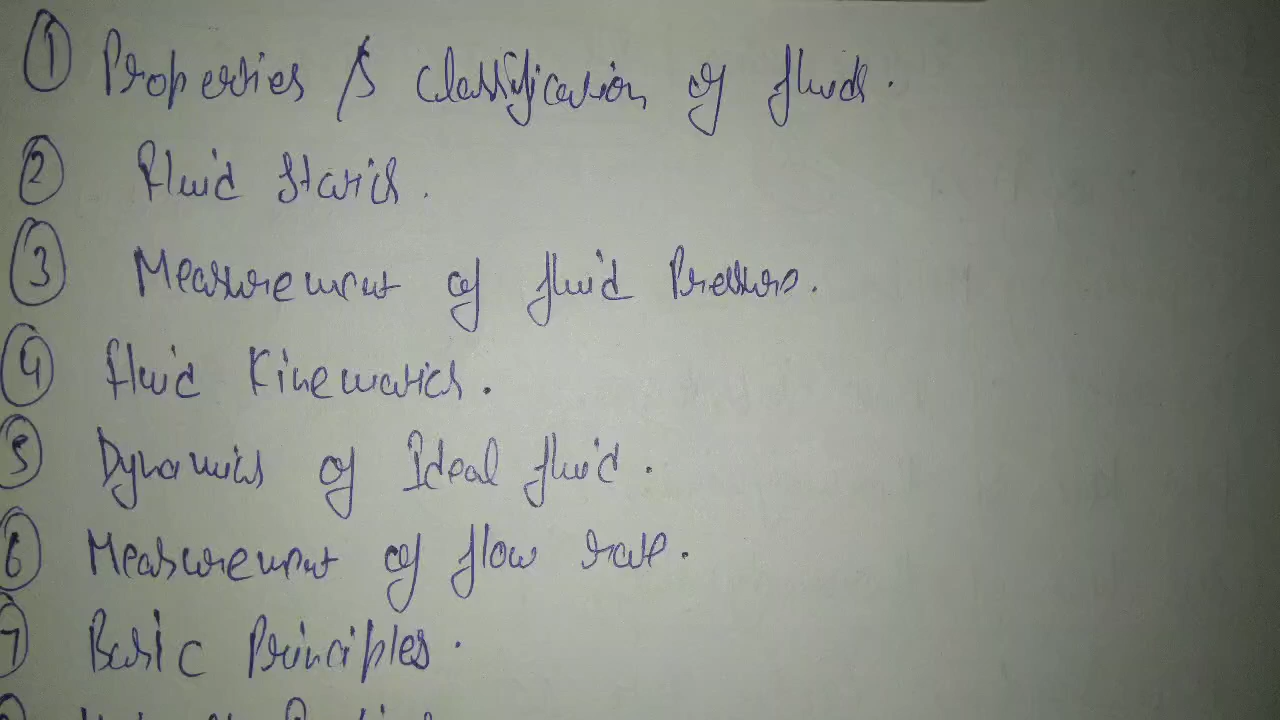 ① Properties & Classification of fluids.
② Fluid Statics.
③ Measurement of fluid Pressure.
④ fluid Kinematics.
⑤ Dynamics of Ideal fluid.
⑥ Measurement of flow rate.
⑦ Basic Principles.